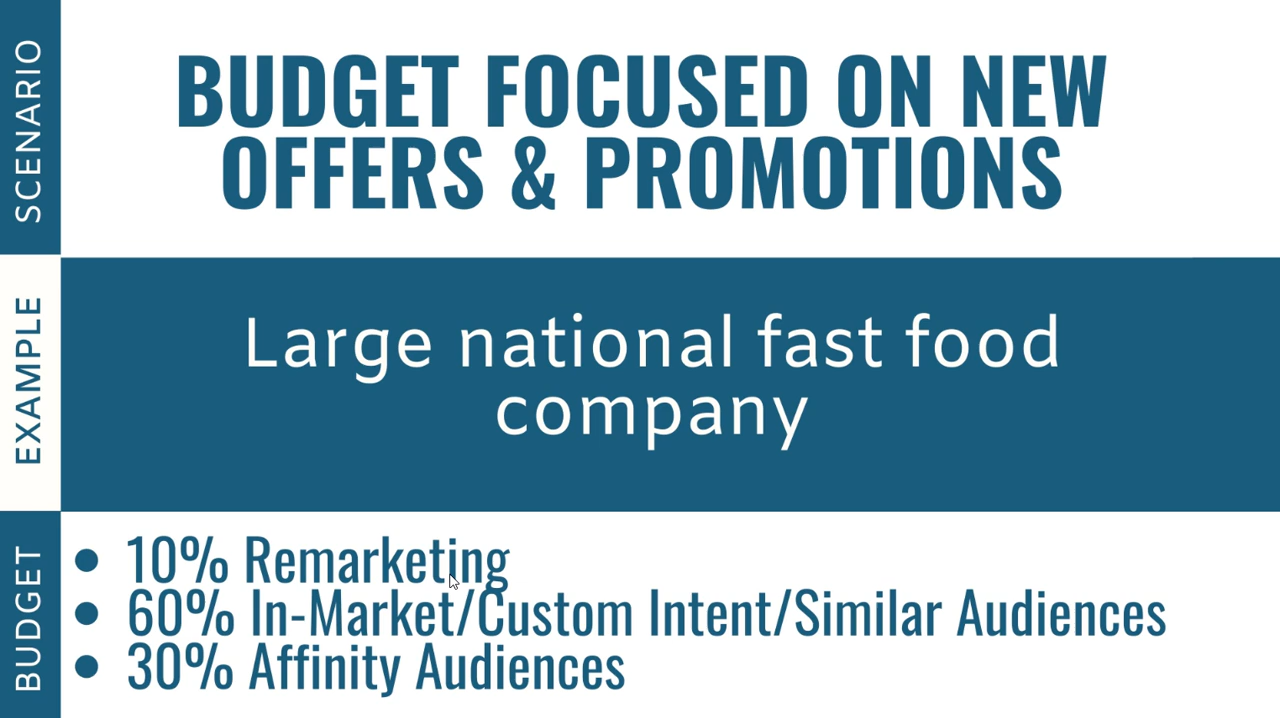 SCENARIO
BUDGET FOCUSED ON NEW
OFFERS & PROMOTIONS
EXAMPLE
Large national fast food
company
BUDGET
• 10% Remarketing
• 60% In-Market/Custom Intent/Similar Audiences
• 30% Affinity Audiences